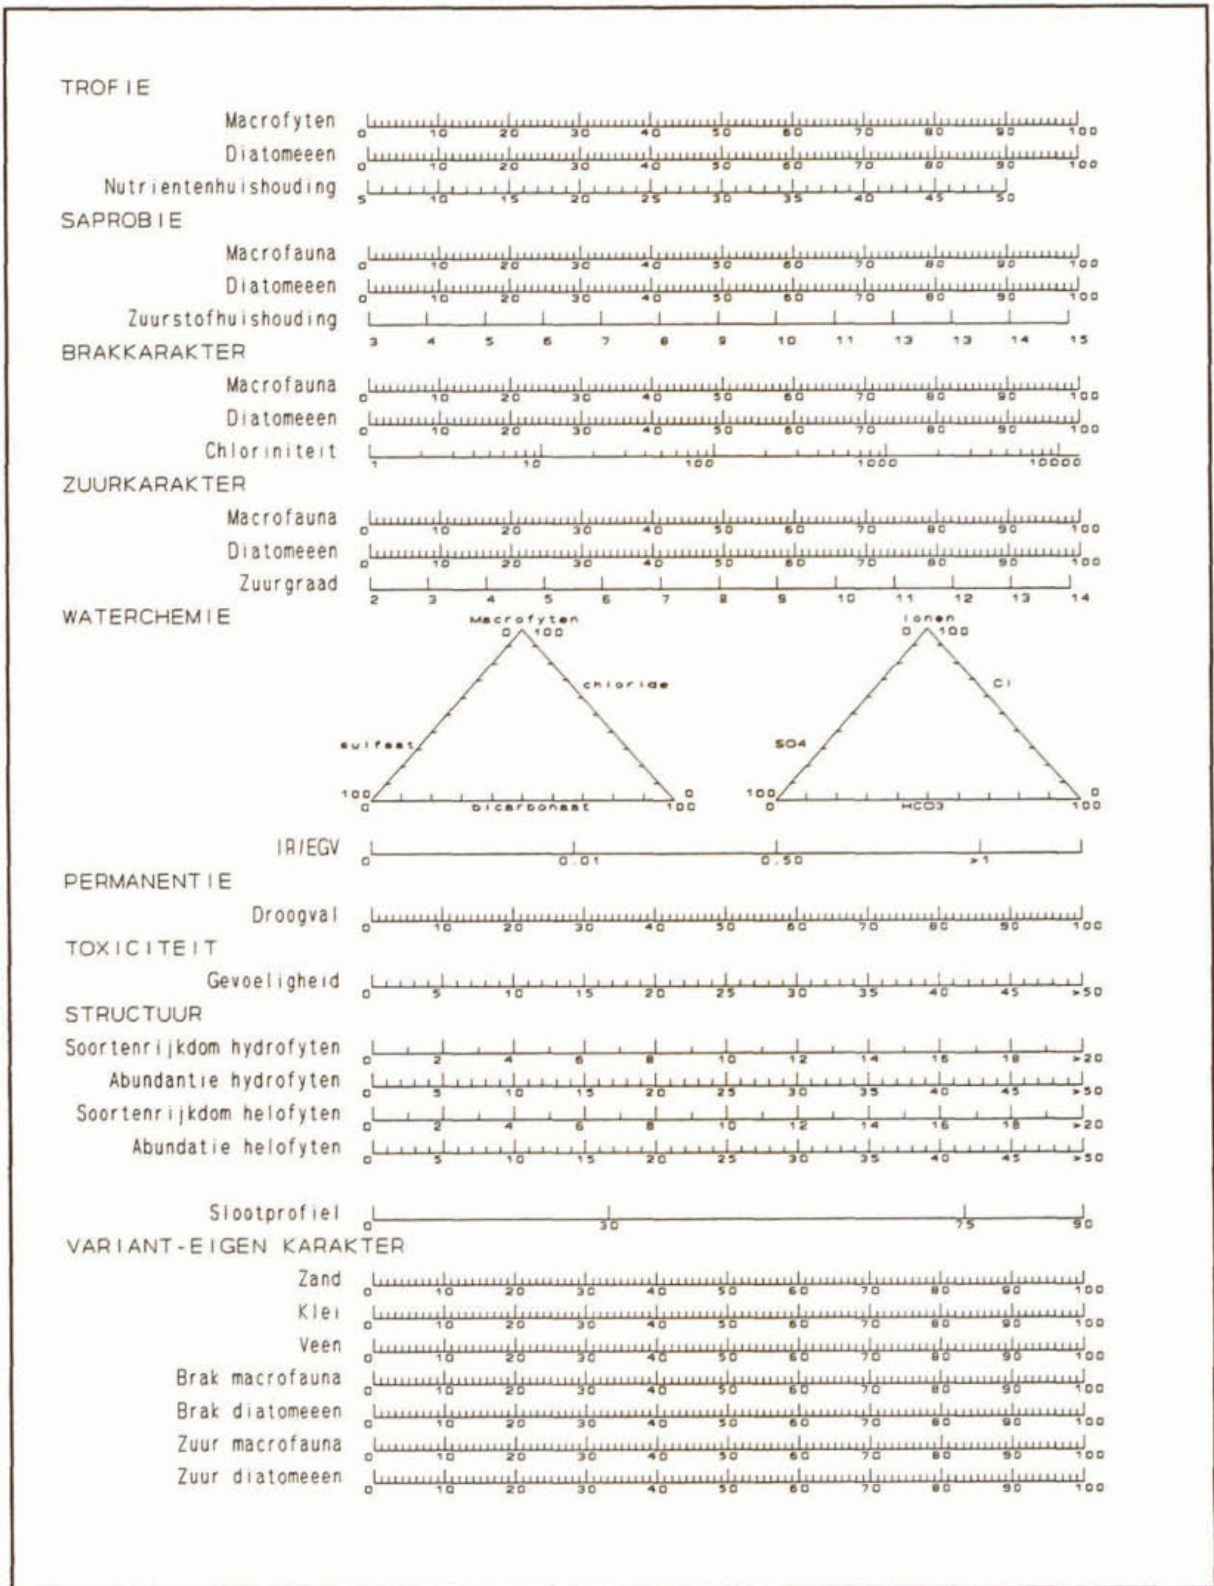 TROFIE
Macrofyten
0 10 20 30 40 50 60 70 80 90 100
Diatomeeen
0 10 20 30 40 50 60 70 80 90 100
Nutrientenhuishouding
5 10 15 20 25 30 35 40 45 50
SAPROBIE
Macrofauna
0 10 20 30 40 50 60 70 80 90 100
Diatomeeen
0 10 20 30 40 50 60 70 80 90 100
Zuurstofhuishouding
3 4 5 6 7 8 9 10 11 13 13 14 15
BRAKKARAKTER
Macrofauna
0 10 20 30 40 50 60 70 80 90 100
Diatomeeen
0 10 20 30 40 50 60 70 80 90 100
Chloriniteit
1 10 100 1000 10000
ZUURKARAKTER
Macrofauna
0 10 20 30 40 50 60 70 80 90 100
Diatomeeen
0 10 20 30 40 50 60 70 80 90 100
Zuurgraad
2 3 4 5 6 7 8 9 10 11 12 13 14
WATERCHEMIE
Macrofyten Ionen
0 100 0 100
chloride Cl
sulfaat SO4
100 0 100 0
0 bicarbonaat 100 0 HCO3 100
IR/EGV
0 0.01 0.50 >1
PERMANENTIE
Droogval
0 10 20 30 40 50 60 70 80 90 100
TOXICITEIT
Gevoeligheid
0 5 10 15 20 25 30 35 40 45 >50
STRUCTUUR
Soortenrijkdom hydrofyten
0 2 4 6 8 10 12 14 16 18 >20
Abundantie hydrofyten
0 5 10 15 20 25 30 35 40 45 >50
Soortenrijkdom helofyten
0 2 4 6 8 10 12 14 16 18 >20
Abundatie helofyten
0 5 10 15 20 25 30 35 40 45 >50
Slootprofiel
0 30 75 90
VARIANT-EIGEN KARAKTER
Zand
0 10 20 30 40 50 60 70 80 90 100
Klei
0 10 20 30 40 50 60 70 80 90 100
Veen
0 10 20 30 40 50 60 70 80 90 100
Brak macrofauna
0 10 20 30 40 50 60 70 80 90 100
Brak diatomeeen
0 10 20 30 40 50 60 70 80 90 100
Zuur macrofauna
0 10 20 30 40 50 60 70 80 90 100
Zuur diatomeeen
0 10 20 30 40 50 60 70 80 90 100